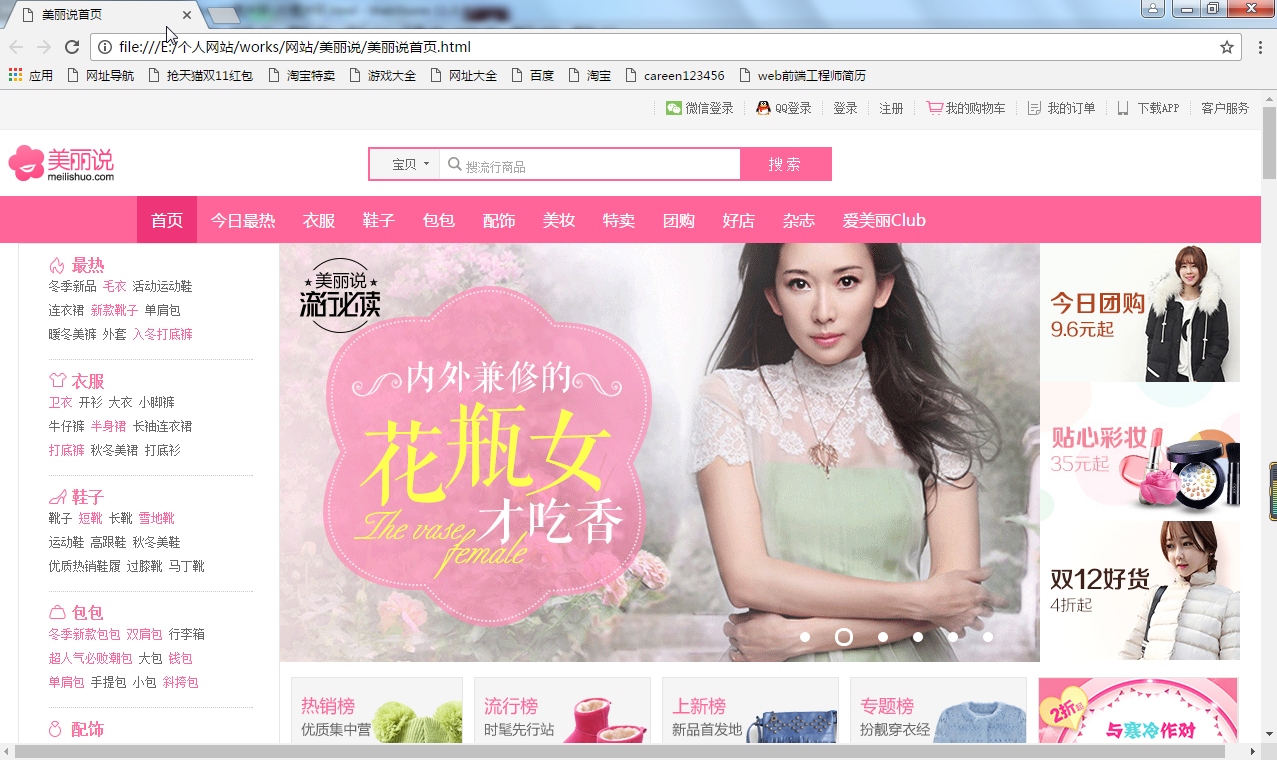 美丽说首页
file:///E:/个人网站/works/网站/美丽说/美丽说首页.html
应用 网址导航 抢天猫双11红包 淘宝特卖 游戏大全 网址大全 百度 淘宝 careen123456 web前端工程师简历
微信登录 QQ登录 登录 注册 我的购物车 我的订单 下载APP 客户服务
美丽说
meilishuo.com
宝贝 搜流行商品 搜 索
首页 今日最热 衣服 鞋子 包包 配饰 美妆 特卖 团购 好店 杂志 爱美丽Club
最热
冬季新品 毛衣 活动运动鞋
连衣裙 新款靴子 单肩包
暖冬美裤 外套 入冬打底裤
衣服
卫衣 开衫 大衣 小脚裤
牛仔裤 半身裙 长袖连衣裙
打底裤 秋冬美裙 打底衫
鞋子
靴子 短靴 长靴 雪地靴
运动鞋 高跟鞋 秋冬美鞋
优质热销鞋履 过膝靴 马丁靴
包包
冬季新款包包 双肩包 行李箱
超人气必败潮包 大包 钱包
单肩包 手提包 小包 斜挎包
配饰
美丽说
流行必读
内外兼修的
花瓶女
才吃香
The vase
female
今日团购
9.6元起
贴心彩妆
35元起
双12好货
4折起
热销榜
优质集中营
流行榜
时髦先行站
上新榜
新品首发地
专题榜
扮靓穿衣经
2折起
与寒冷作对